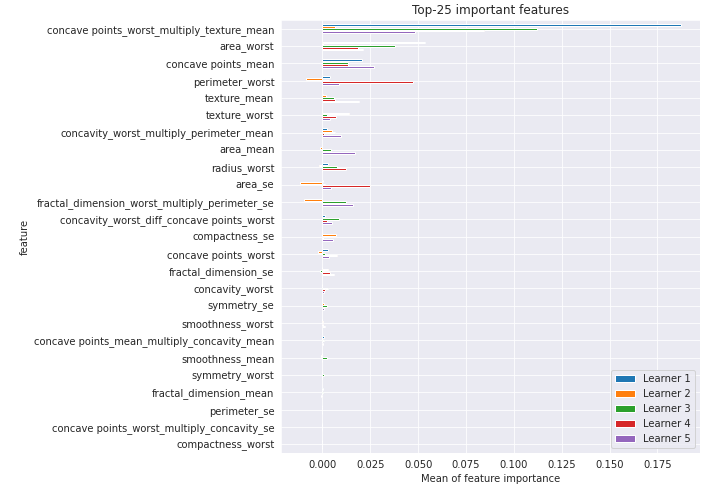 Top-25 important features
feature
concave points_worst_multiply_texture_mean
area_worst
concave points_mean
perimeter_worst
texture_mean
texture_worst
concavity_worst_multiply_perimeter_mean
area_mean
radius_worst
area_se
fractal_dimension_worst_multiply_perimeter_se
concavity_worst_diff_concave points_worst
compactness_se
concave points_worst
fractal_dimension_se
concavity_worst
symmetry_se
smoothness_worst
concave points_mean_multiply_concavity_mean
smoothness_mean
symmetry_worst
fractal_dimension_mean
perimeter_se
concave points_worst_multiply_concavity_se
compactness_worst
Learner 1
Learner 2
Learner 3
Learner 4
Learner 5
0.000 0.025 0.050 0.075 0.100 0.125 0.150 0.175
Mean of feature importance